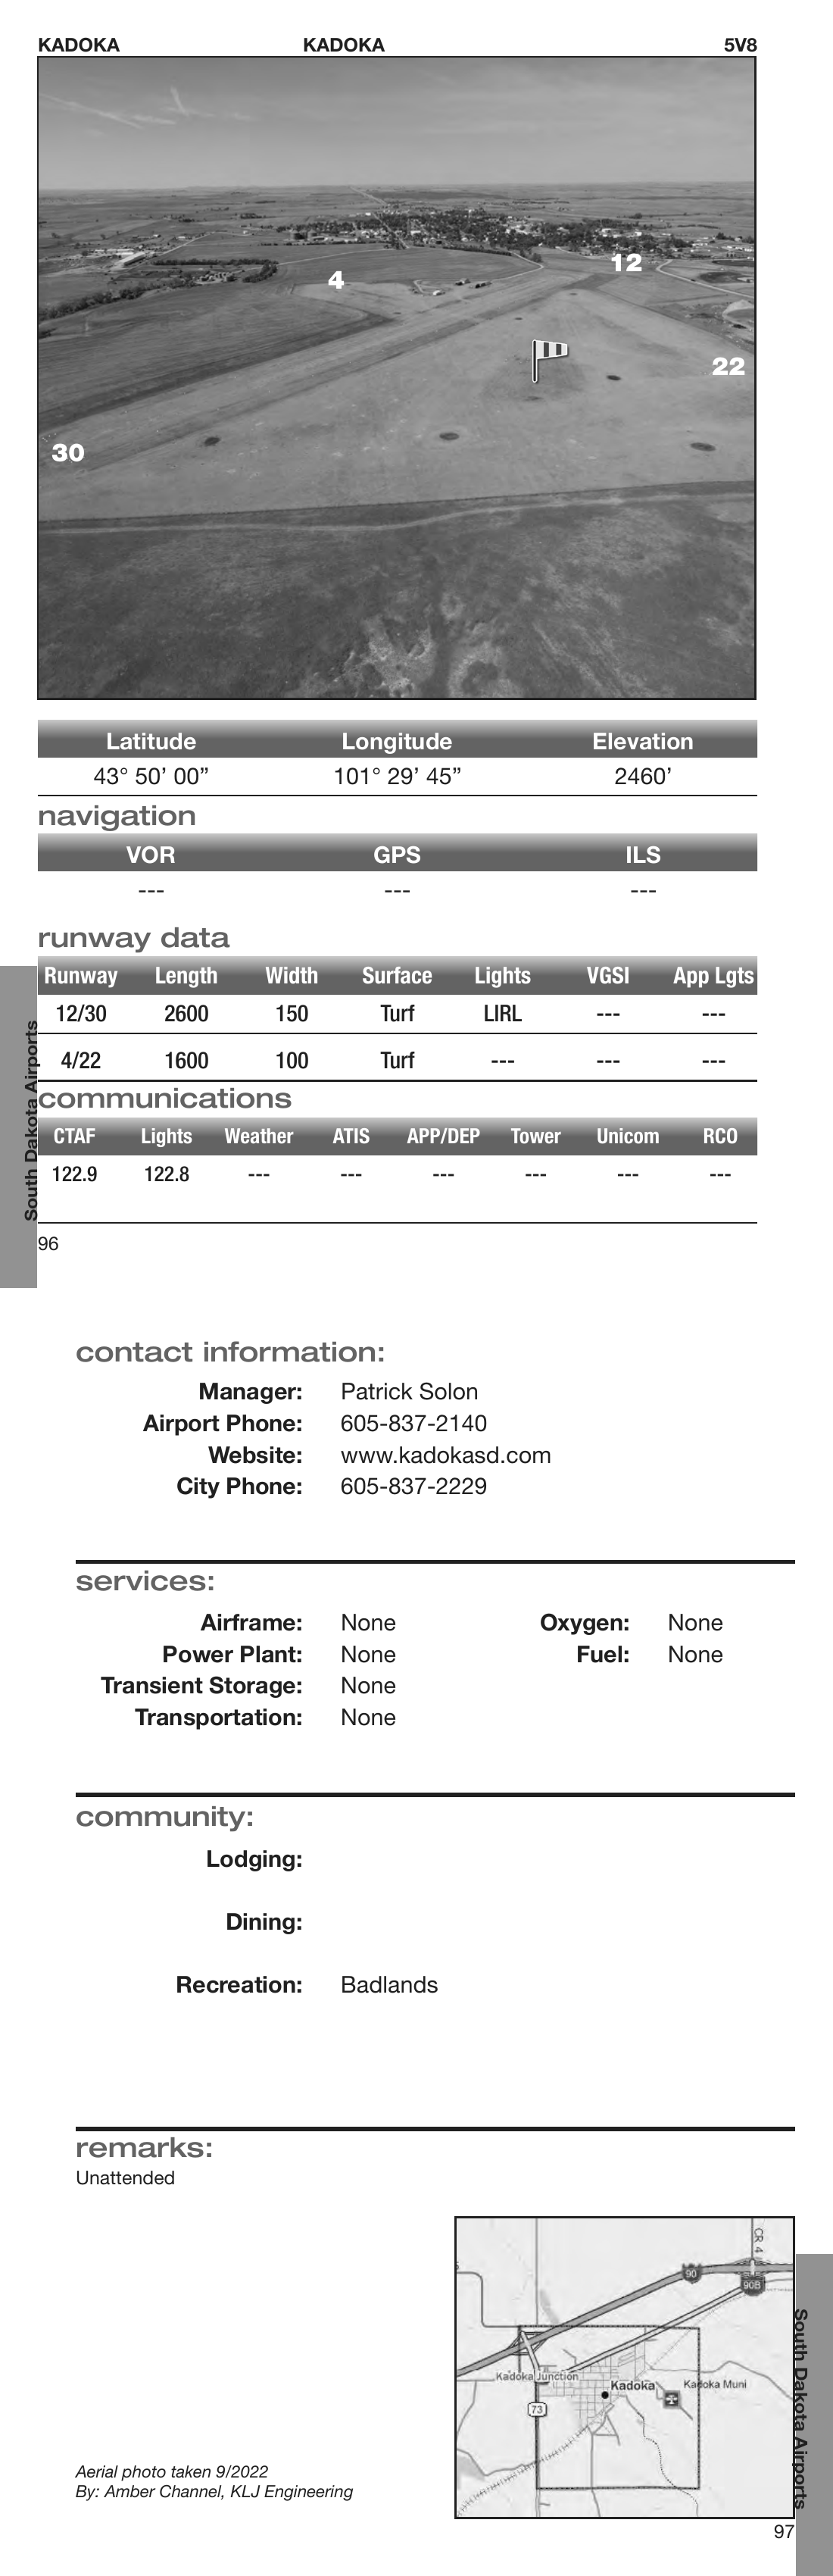 KADOKA KADOKA 5V8
4
12
22
30
Latitude Longitude Elevation
43° 50’ 00” 101° 29’ 45” 2460’
navigation
VOR GPS ILS
--- --- ---
runway data
Runway Length Width Surface Lights VGSI App Lgts
12/30 2600 150 Turf LIRL --- ---
4/22 1600 100 Turf --- --- ---
communications
CTAF Lights Weather ATIS APP/DEP Tower Unicom RCO
122.9 122.8 --- --- --- --- --- ---
South Dakota Airports
96
contact information:
Manager: Patrick Solon
Airport Phone: 605-837-2140
Website: www.kadokasd.com
City Phone: 605-837-2229
services:
Airframe: None Oxygen: None
Power Plant: None Fuel: None
Transient Storage: None
Transportation: None
community:
Lodging:
Dining:
Recreation: Badlands
remarks:
Unattended
CR 4
90
90B
Kadoka Junction
Kadoka
Kadoka Muni
73
South Dakota Airports
Aerial photo taken 9/2022
By: Amber Channel, KLJ Engineering
97